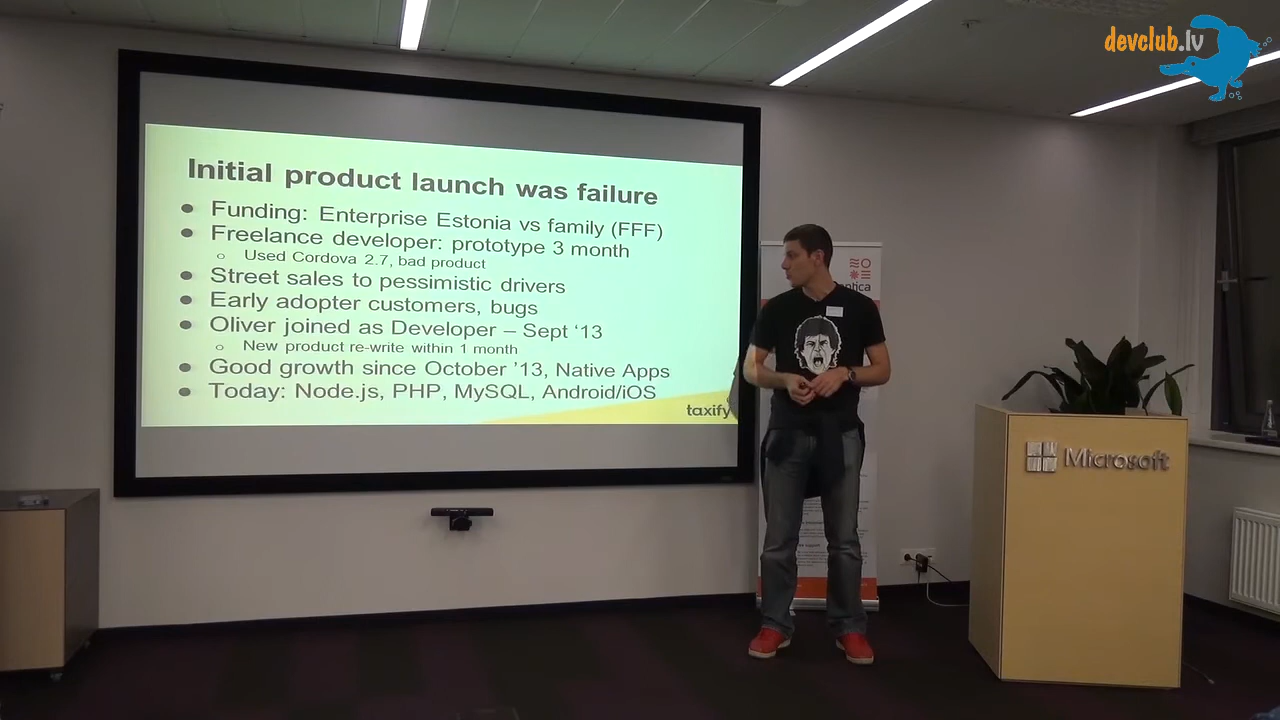 devclub.lv
Initial product launch was failure
● Funding: Enterprise Estonia vs family (FFF)
● Freelance developer: prototype 3 month
○ Used Cordova 2.7, bad product
● Street sales to pessimistic drivers
● Early adopter customers, bugs
● Oliver joined as Developer – Sept ‘13
○ New product re-write within 1 month
● Good growth since October ’13, Native Apps
● Today: Node.js, PHP, MySQL, Android/iOS
taxify
Microsoft